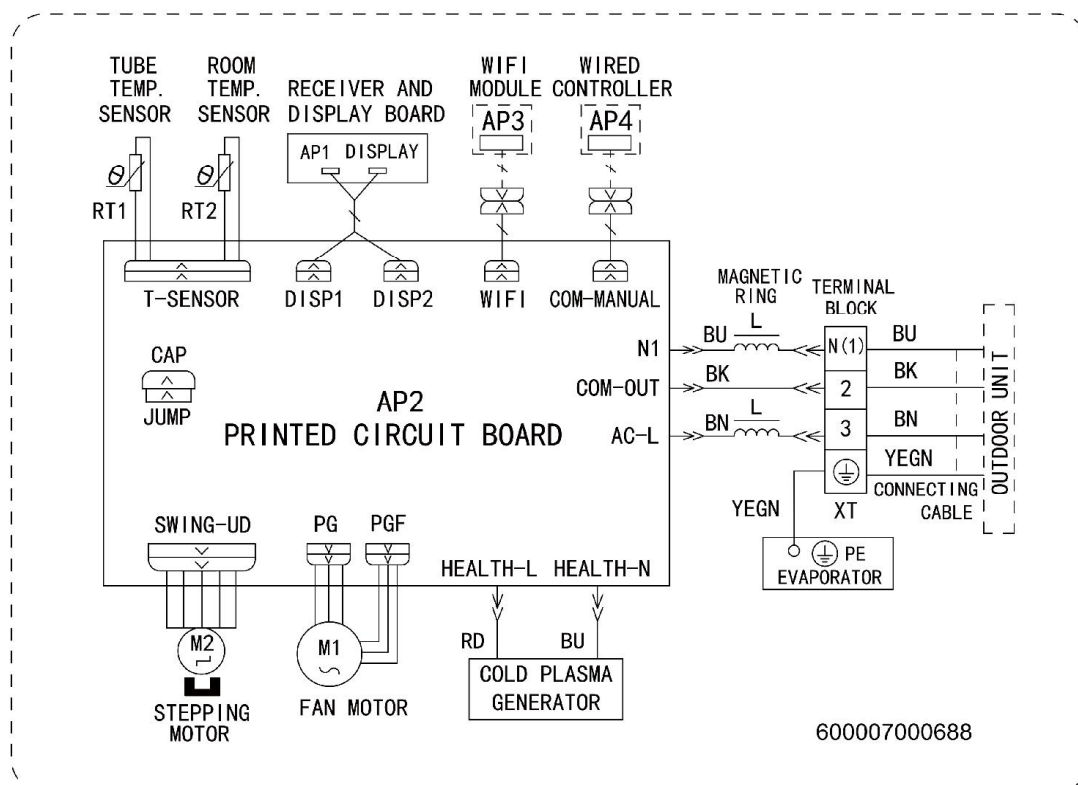 TUBE
TEMP.
SENSOR
ROOM
TEMP.
SENSOR
RECEIVER AND
DISPLAY BOARD
WIFI
MODULE
WIRED
CONTROLLER
AP1 DISPLAY
AP3
AP4
θ
RT1
θ
RT2
T-SENSOR
DISP1
DISP2
WIFI
COM-MANUAL
MAGNETIC
RING
TERMINAL
BLOCK
CAP
JUMP
AP2
PRINTED CIRCUIT BOARD
N1
BU
L
N(1)
BU
COM-OUT
BK
2
BK
AC-L
BN
L
3
BN
YEGN
CONNECTING
CABLE
OUTDOOR UNIT
YEGN
XT
PE
EVAPORATOR
SWING-UD
PG
PGF
HEALTH-L
HEALTH-N
M2
STEPPING
MOTOR
M1
FAN MOTOR
RD
BU
COLD PLASMA
GENERATOR
600007000688